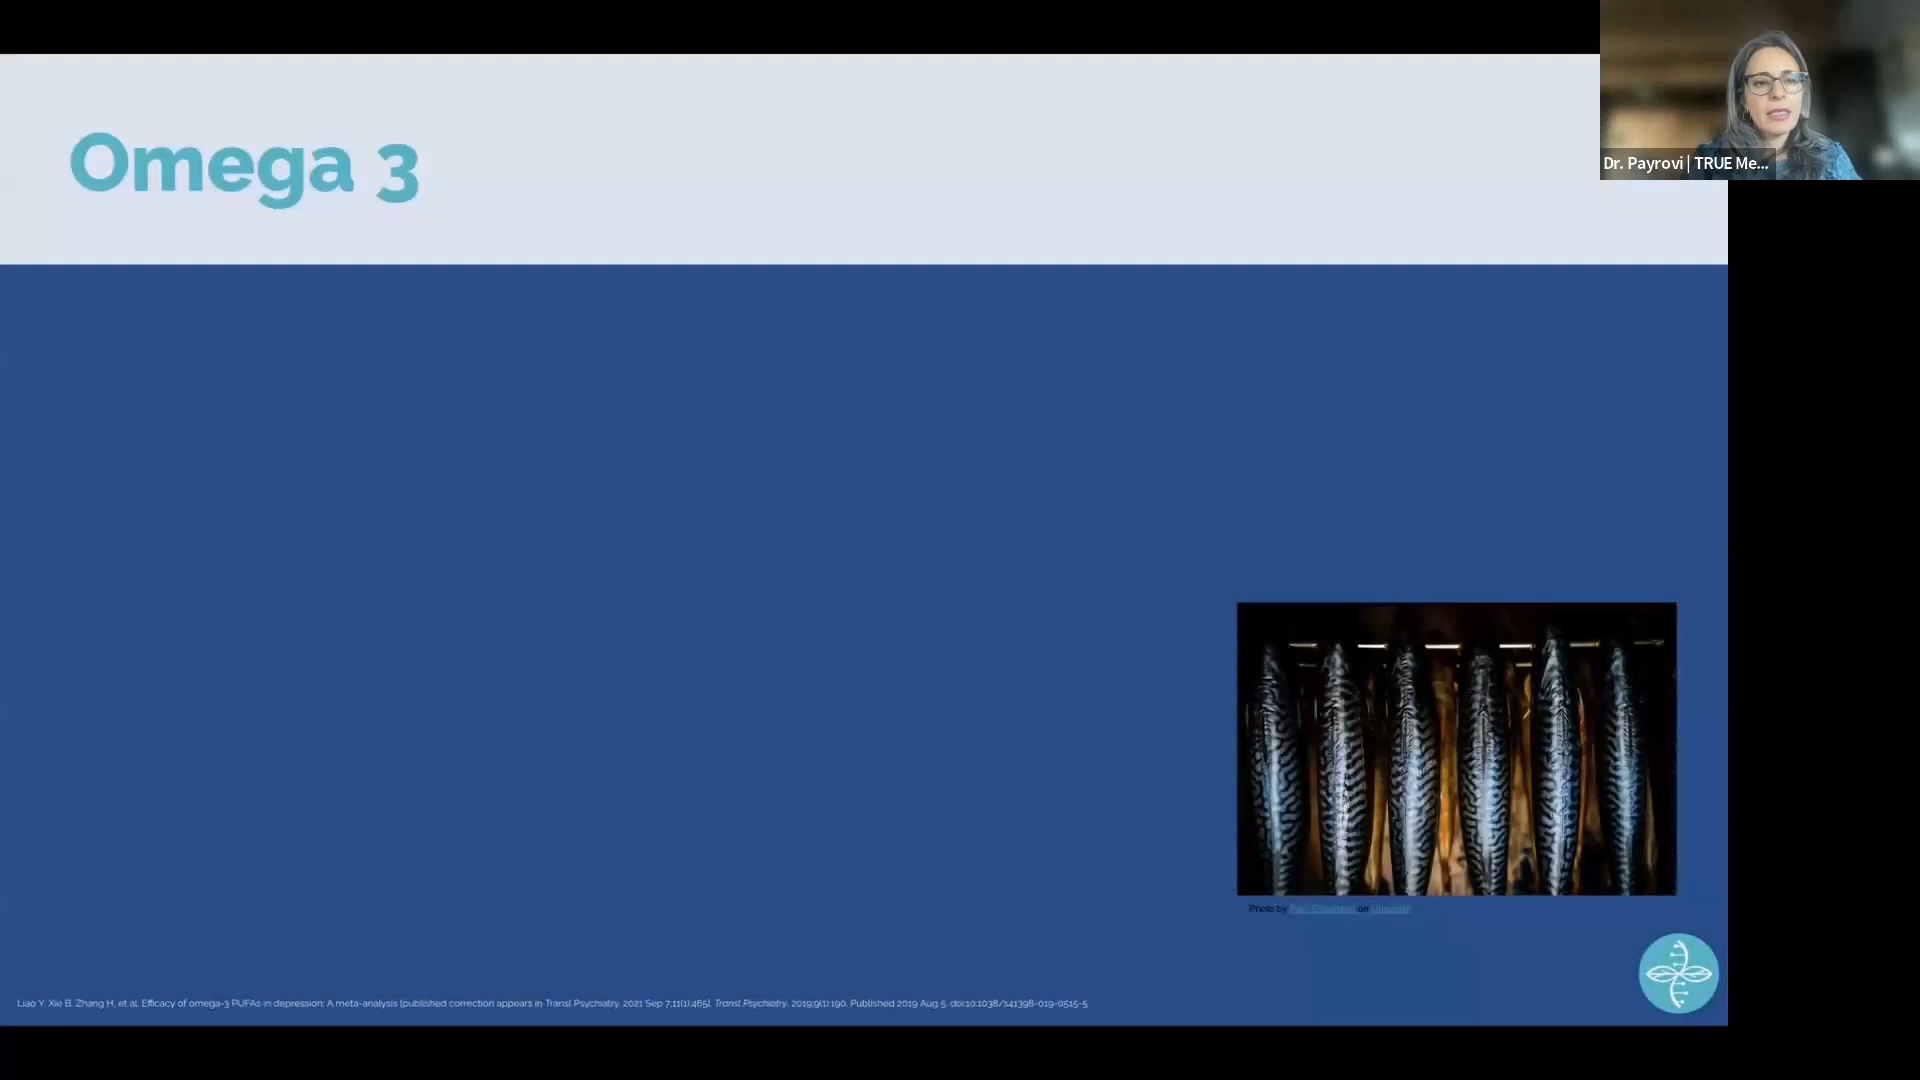 Dr. Payrovi | TRUE Me...
Omega 3
Photo by on Unsplash
Liao Y, Xie B, Zhang H, et al. Efficacy of omega-3 PUFAs in depression: A meta-analysis [published correction appears in Transl Psychiatry. 2021 Sep 7;11(1):465]. Transl Psychiatry. 2019;9(1):190. Published 2019 Aug 5. doi:10.1038/s41398-019-0515-5